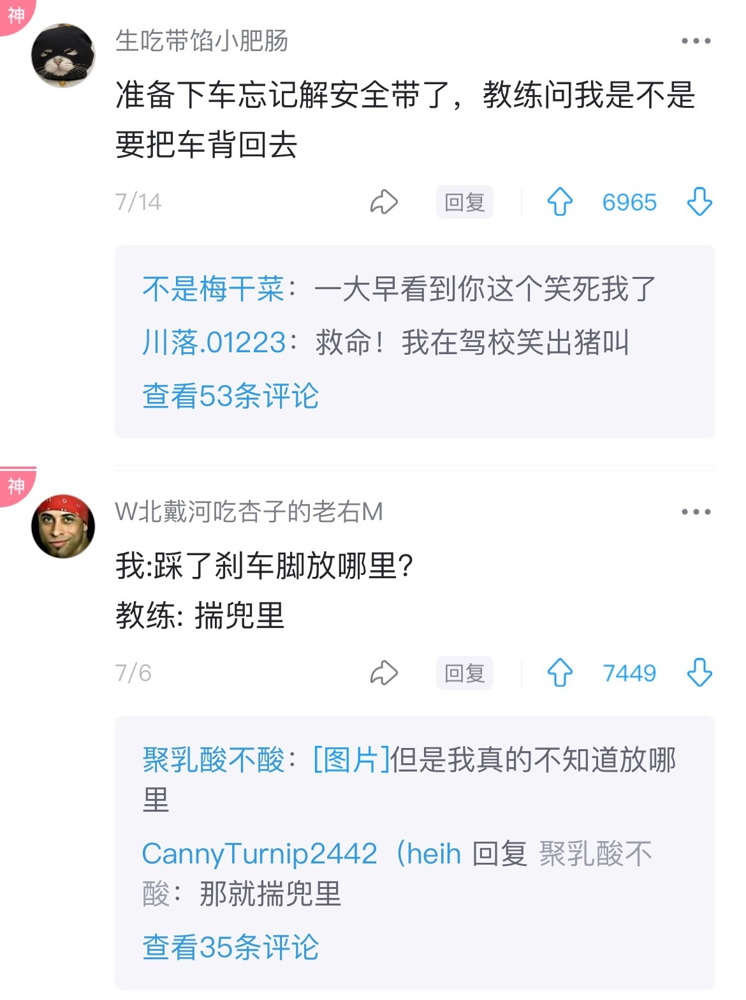 神
生吃带馅小肥肠
准备下车忘记解安全带了，教练问我是不是
要把车背回去
7/14
回复
6965
不是梅干菜：一大早看到你这个笑死我了
川落.01223：救命！我在驾校笑出猪叫
查看53条评论
神
W北戴河吃杏子的老右M
我:踩了刹车脚放哪里?
教练: 揣兜里
7/6
回复
7449
聚乳酸不酸：[图片]但是我真的不知道放哪
里
CannyTurnip2442（heih 回复 聚乳酸不
酸：那就揣兜里
查看35条评论